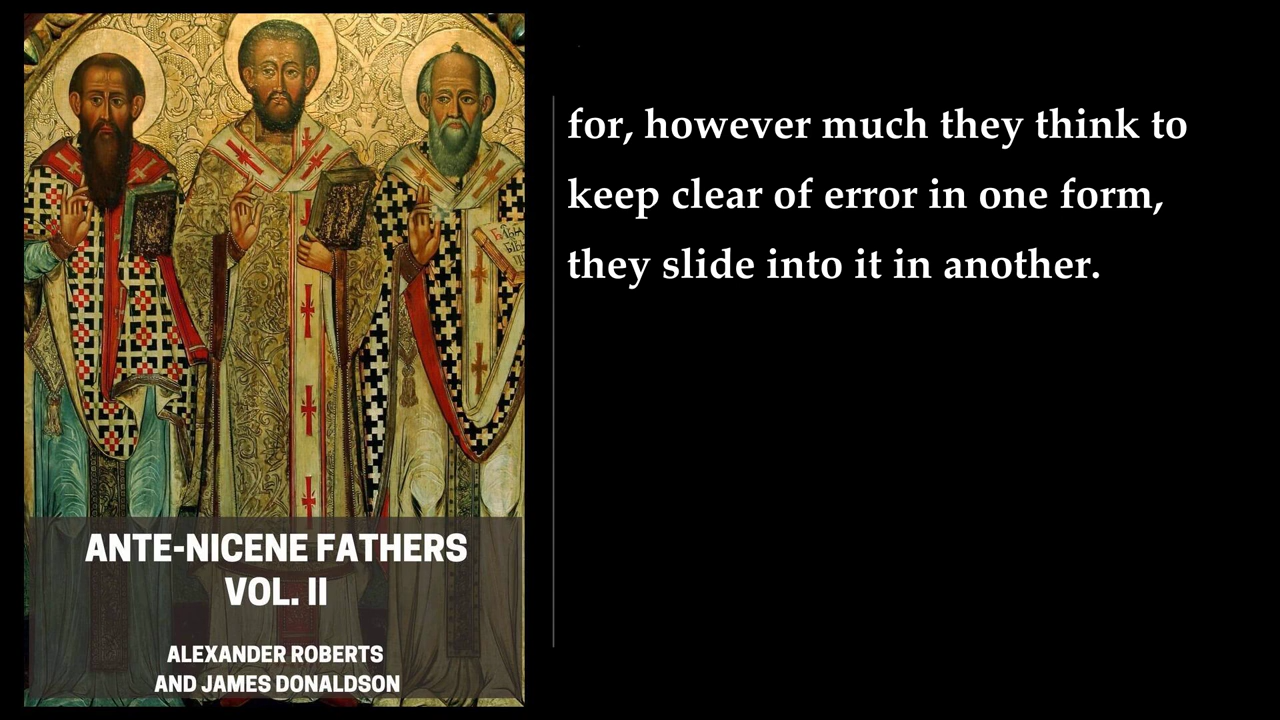 for, however much they think to
keep clear of error in one form,
they slide into it in another.
ANTE-NICENE FATHERS
VOL. II
ALEXANDER ROBERTS
AND JAMES DONALDSON